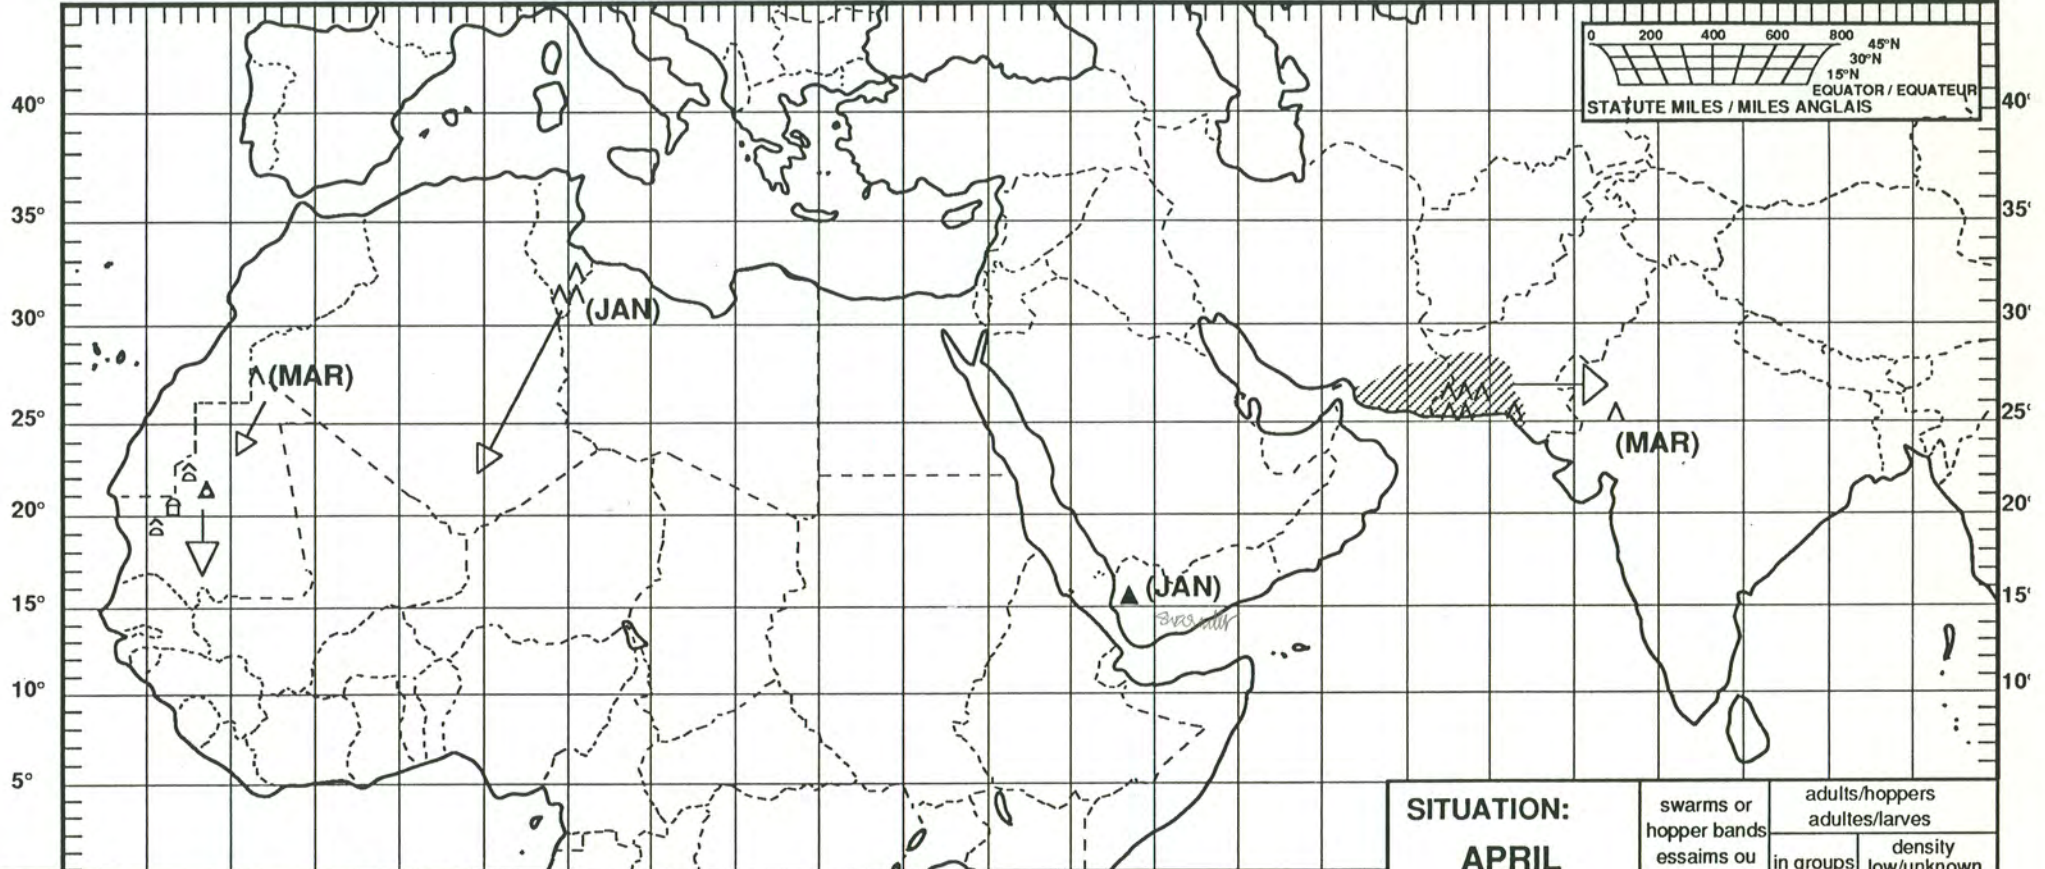 0 200 400 600 800
45°N
30°N
15°N
EQUATOR / EQUATEUR
STATUTE MILES / MILES ANGLAIS
40° 40°
35° 35°
(JAN)
30° 30°
(MAR)
25° 25°
(MAR)
20° 20°
(JAN)
15° 15°
10° 10°
5°
SITUATION:
APRIL
swarms or
hopper bands
essaims ou
adults/hoppers
adultes/larves
in groups
density
low/unknown